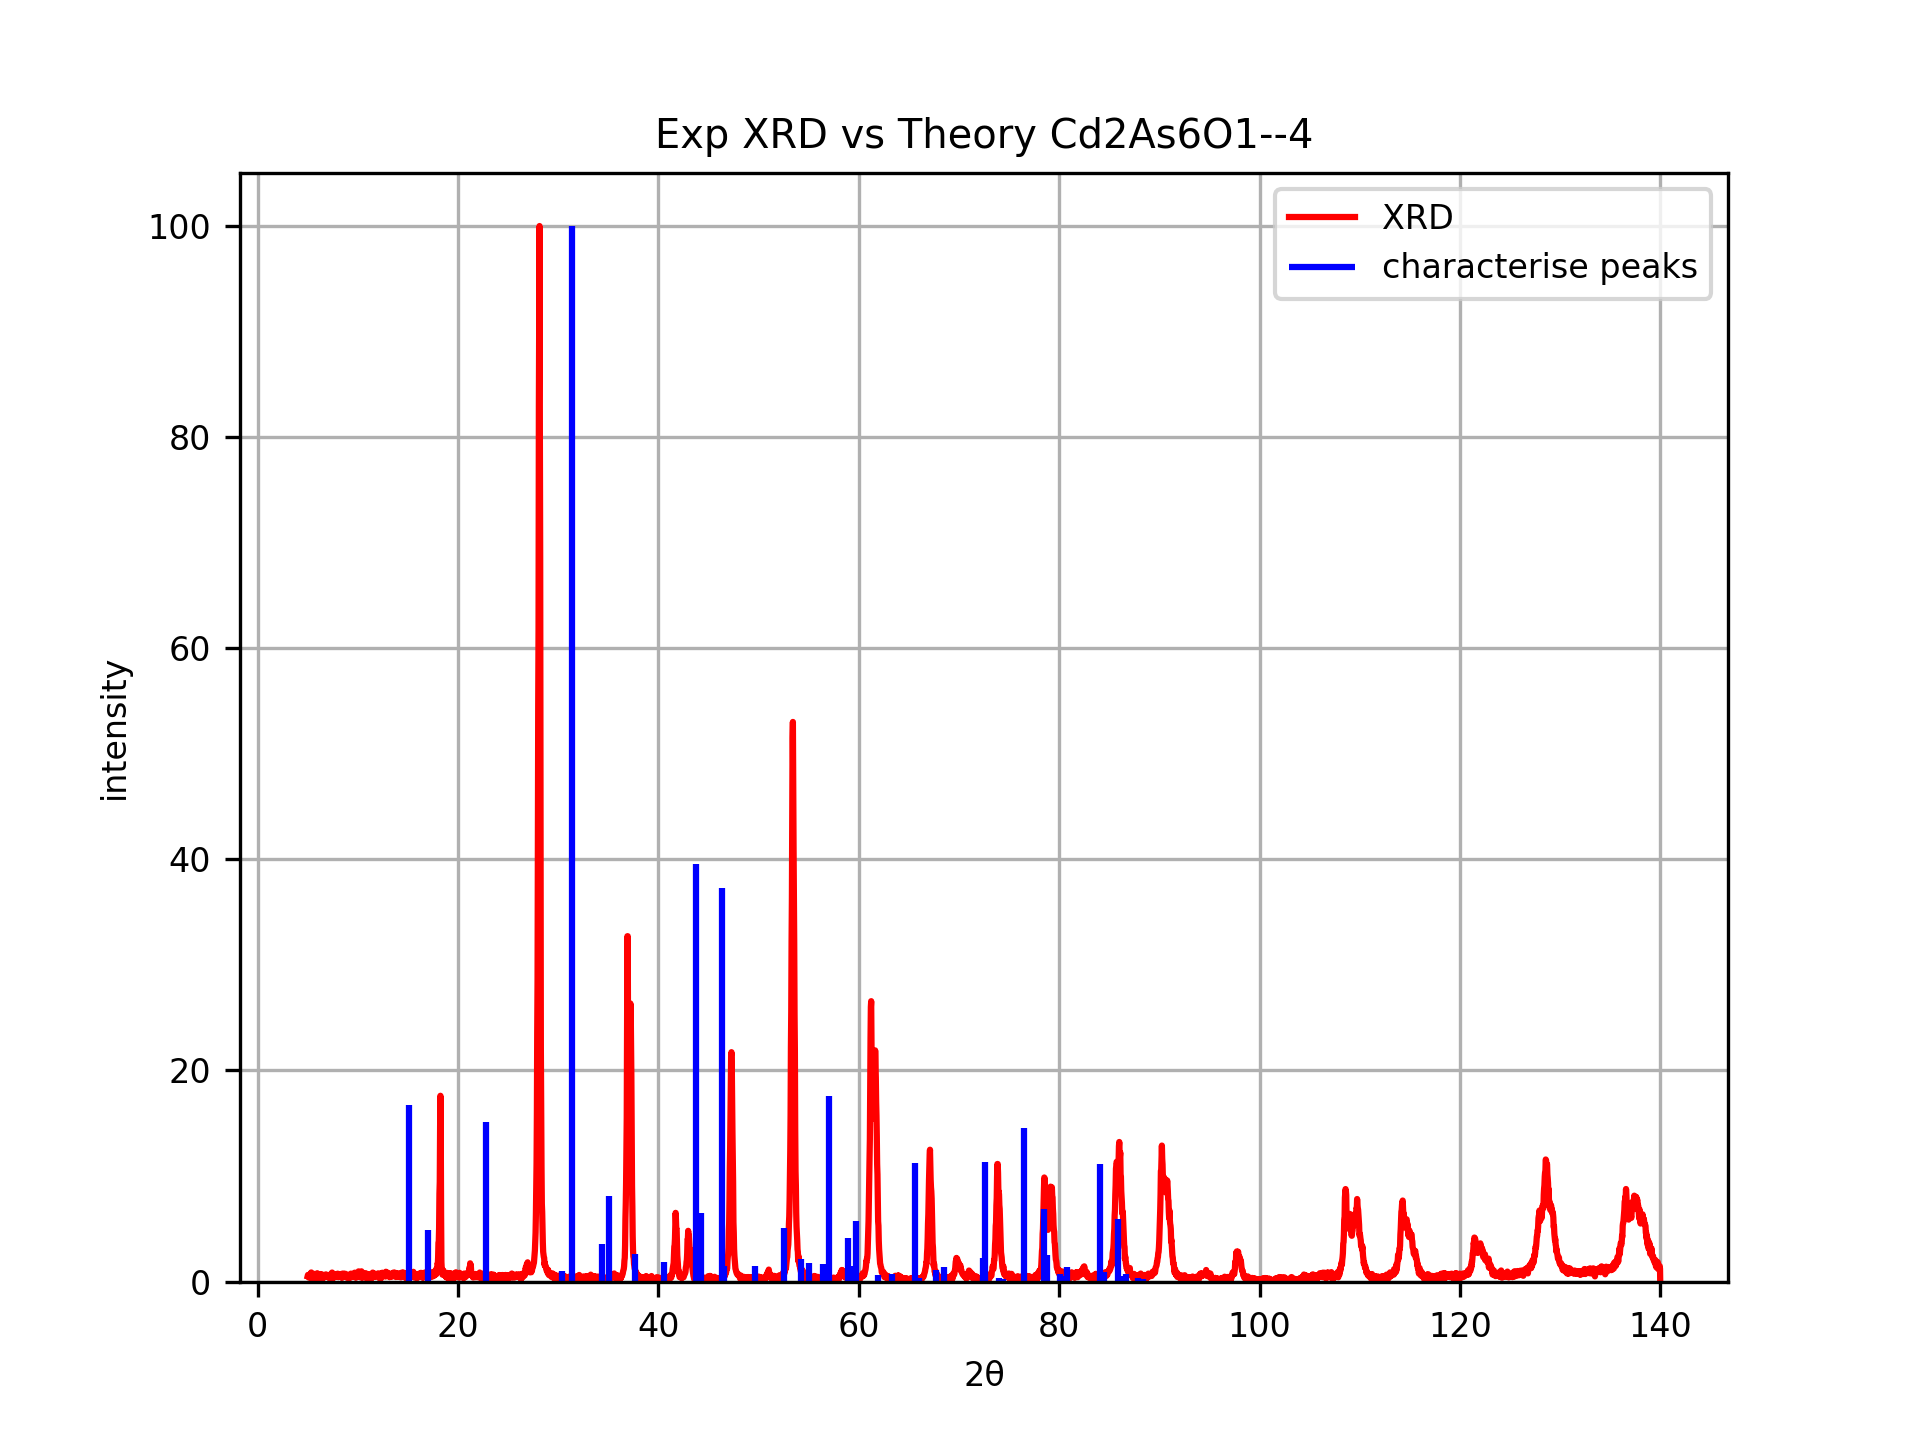 Exp XRD vs Theory Cd2As6O1--4
XRD
characterise peaks
100
80
60
40
20
0
intensity
0 20 40 60 80 100 120 140
2θ